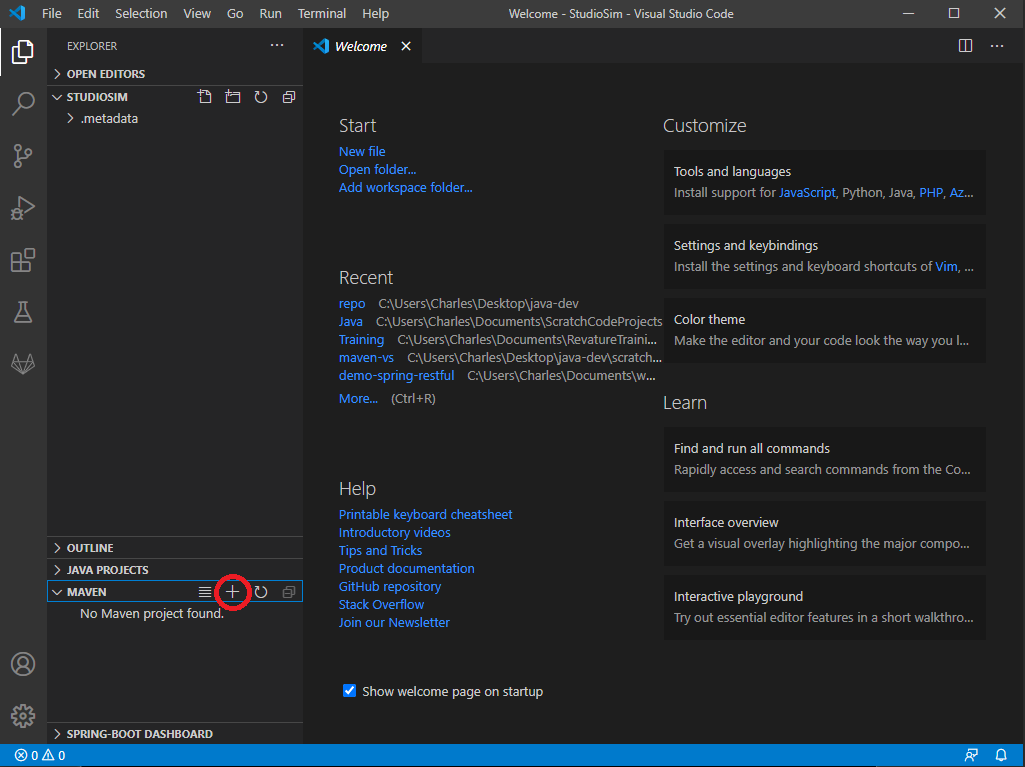 File Edit Selection View Go Run Terminal Help Welcome - StudioSim - Visual Studio Code
EXPLORER
OPEN EDITORS
STUDIOSIM
.metadata
OUTLINE
JAVA PROJECTS
MAVEN
No Maven project found.
SPRING-BOOT DASHBOARD
Welcome
Start
New file
Open folder...
Add workspace folder...
Recent
repo C:\Users\Charles\Desktop\java-dev
Java C:\Users\Charles\Documents\ScratchCodeProjects
Training C:\Users\Charles\Documents\RevatureTraini...
maven-vs C:\Users\Charles\Desktop\java-dev\scratch...
demo-spring-restful C:\Users\Charles\Documents\w...
More... (Ctrl+R)
Help
Printable keyboard cheatsheet
Introductory videos
Tips and Tricks
Product documentation
GitHub repository
Stack Overflow
Join our Newsletter
Show welcome page on startup
Customize
Tools and languages
Install support for JavaScript, Python, Java, PHP, Az...
Settings and keybindings
Install the settings and keyboard shortcuts of Vim, ...
Color theme
Make the editor and your code look the way you l...
Learn
Find and run all commands
Rapidly access and search commands from the Co...
Interface overview
Get a visual overlay highlighting the major compo...
Interactive playground
Try out essential editor features in a short walkthro...
0 0